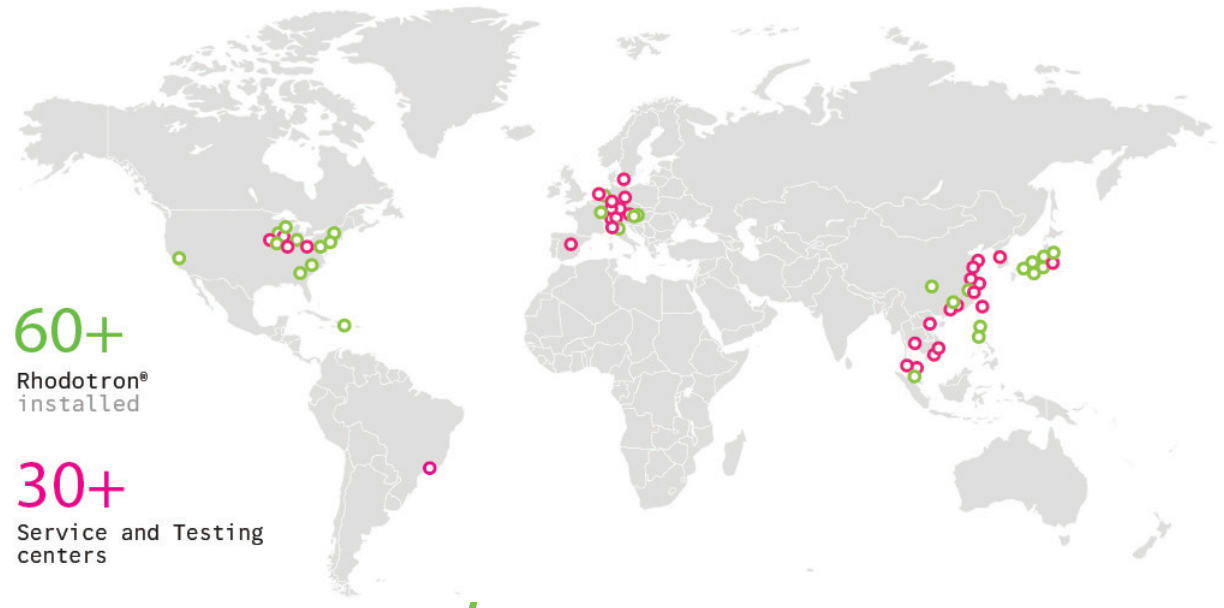 60+
Rhodotron®
installed
30+
Service and Testing
centers